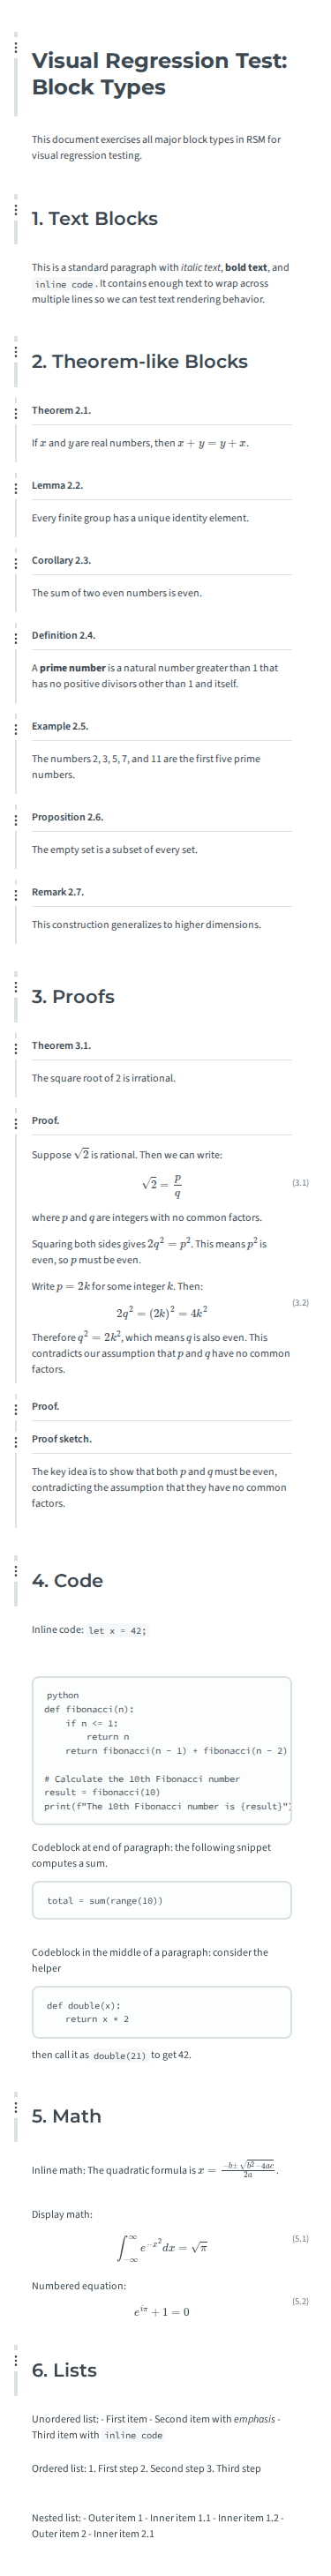 Visual Regression Test:
Block Types
This document exercises all major block types in RSM for
visual regression testing.
1. Text Blocks
This is a standard paragraph with italic text, bold text, and
inline code. It contains enough text to wrap across
multiple lines so we can test text rendering behavior.
2. Theorem-like Blocks
Theorem 2.1.
If x and y are real numbers, then x + y = y + x.
Lemma 2.2.
Every finite group has a unique identity element.
Corollary 2.3.
The sum of two even numbers is even.
Definition 2.4.
A prime number is a natural number greater than 1 that
has no positive divisors other than 1 and itself.
Example 2.5.
The numbers 2, 3, 5, 7, and 11 are the first five prime
numbers.
Proposition 2.6.
The empty set is a subset of every set.
Remark 2.7.
This construction generalizes to higher dimensions.
3. Proofs
Theorem 3.1.
The square root of 2 is irrational.
Proof.
Suppose √2 is rational. Then we can write:
√2 = p/q (3.1)
where p and q are integers with no common factors.
Squaring both sides gives 2q² = p². This means p² is
even, so p must be even.
Write p = 2k for some integer k. Then:
2q² = (2k)² = 4k² (3.2)
Therefore q² = 2k², which means q is also even. This
contradicts our assumption that p and q have no common
factors.
Proof.
Proof sketch.
The key idea is to show that both p and q must be even,
contradicting the assumption that they have no common
factors.
4. Code
Inline code: let x = 42;
python
def fibonacci(n):
    if n <= 1:
        return n
    return fibonacci(n - 1) + fibonacci(n - 2)
# Calculate the 10th Fibonacci number
result = fibonacci(10)
print(f"The 10th Fibonacci number is {result}")
Codeblock at end of paragraph: the following snippet
computes a sum.
total = sum(range(10))
Codeblock in the middle of a paragraph: consider the
helper
def double(x):
    return x * 2
then call it as double(21) to get 42.
5. Math
Inline math: The quadratic formula is x = (−b±√(b²−4ac))/2a.
Display math:
∫_{−∞}^{∞} e^{−x²} dx = √π (5.1)
Numbered equation:
e^{iπ} + 1 = 0 (5.2)
6. Lists
Unordered list: - First item - Second item with emphasis -
Third item with inline code
Ordered list: 1. First step 2. Second step 3. Third step
Nested list: - Outer item 1 - Inner item 1.1 - Inner item 1.2 -
Outer item 2 - Inner item 2.1